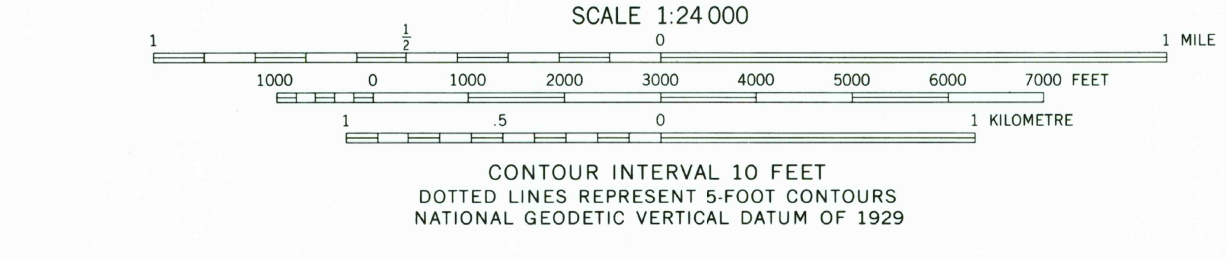 SCALE 1:24 000
1 1/2 0 1 MILE
1000 0 1000 2000 3000 4000 5000 6000 7000 FEET
1 .5 0 1 KILOMETRE
CONTOUR INTERVAL 10 FEET
DOTTED LINES REPRESENT 5-FOOT CONTOURS
NATIONAL GEODETIC VERTICAL DATUM OF 1929